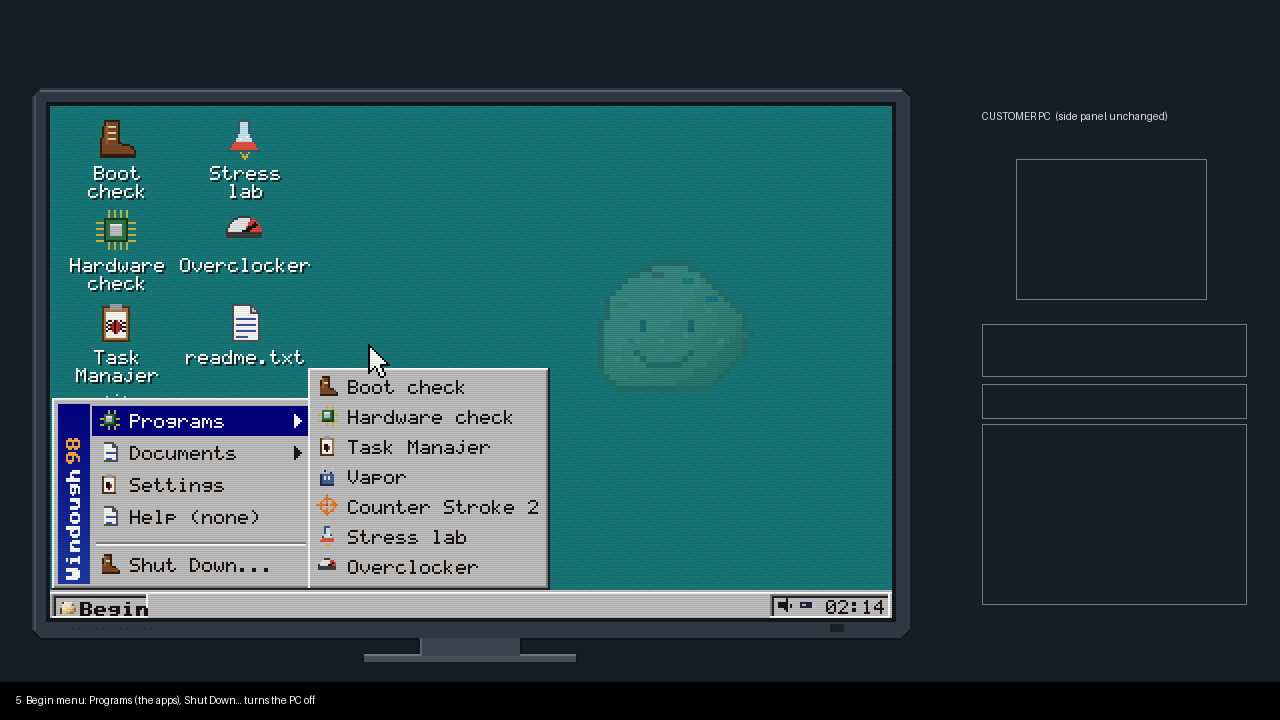 CUSTOMER PC (side panel unchanged)
Boot
check
Stress
lab
Hardware
check
Overclocker
Task
Manajer
readme.txt
Windough 98
Programs
Documents
Settings
Help (none)
Shut Down...
Boot check
Hardware check
Task Manajer
Vapor
Counter Stroke 2
Stress lab
Overclocker
Begin
02:14
5 Begin menu: Programs (the apps), Shut Down... turns the PC off